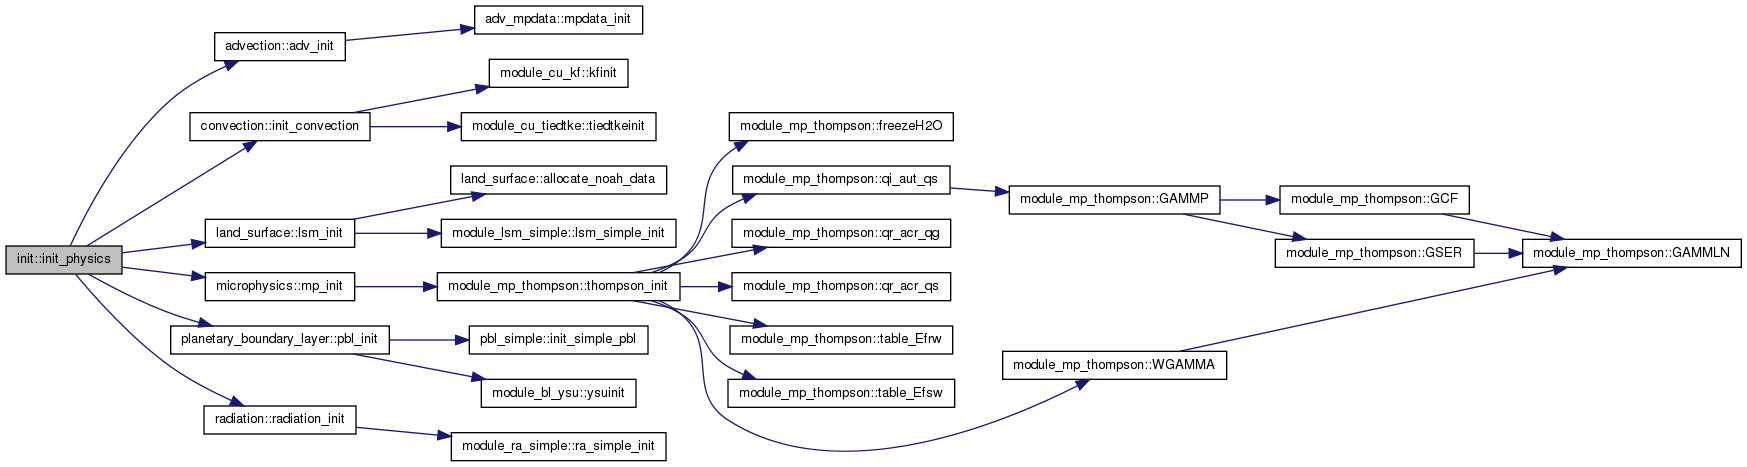 init::init_physics
advection::adv_init
adv_mpdata::mpdata_init
convection::init_convection
module_cu_kf::kfinit
module_cu_tiedtke::tiedtkeinit
land_surface::lsm_init
land_surface::allocate_noah_data
module_lsm_simple::lsm_simple_init
microphysics::mp_init
module_mp_thompson::thompson_init
module_mp_thompson::freezeH2O
module_mp_thompson::qi_aut_qs
module_mp_thompson::GAMMP
module_mp_thompson::GCF
module_mp_thompson::GSER
module_mp_thompson::GAMMLN
module_mp_thompson::qr_acr_qg
module_mp_thompson::qr_acr_qs
module_mp_thompson::table_Efrw
module_mp_thompson::table_Efsw
module_mp_thompson::WGAMMA
planetary_boundary_layer::pbl_init
pbl_simple::init_simple_pbl
module_bl_ysu::ysuinit
radiation::radiation_init
module_ra_simple::ra_simple_init